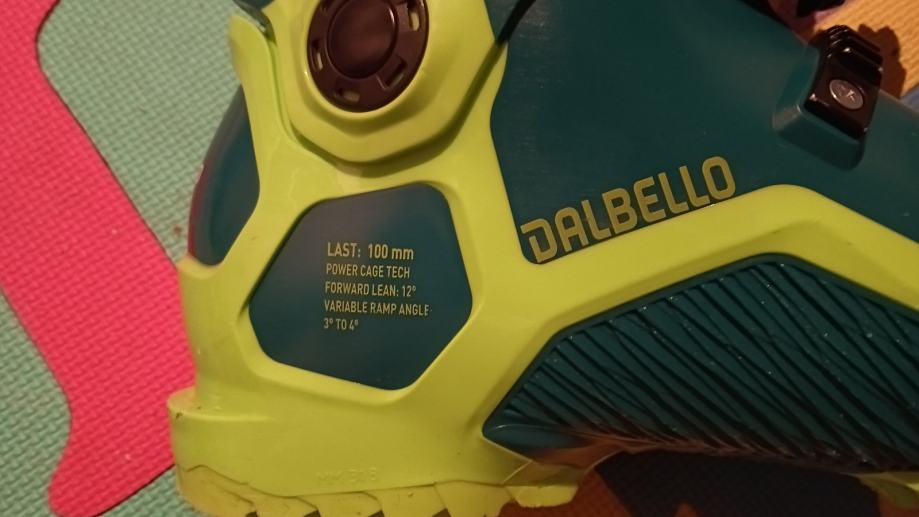 DALBELLO
LAST: 100 mm
POWER CAGE TECH
FORWARD LEAN: 12°
VARIABLE RAMP ANGLE
3° TO 4°